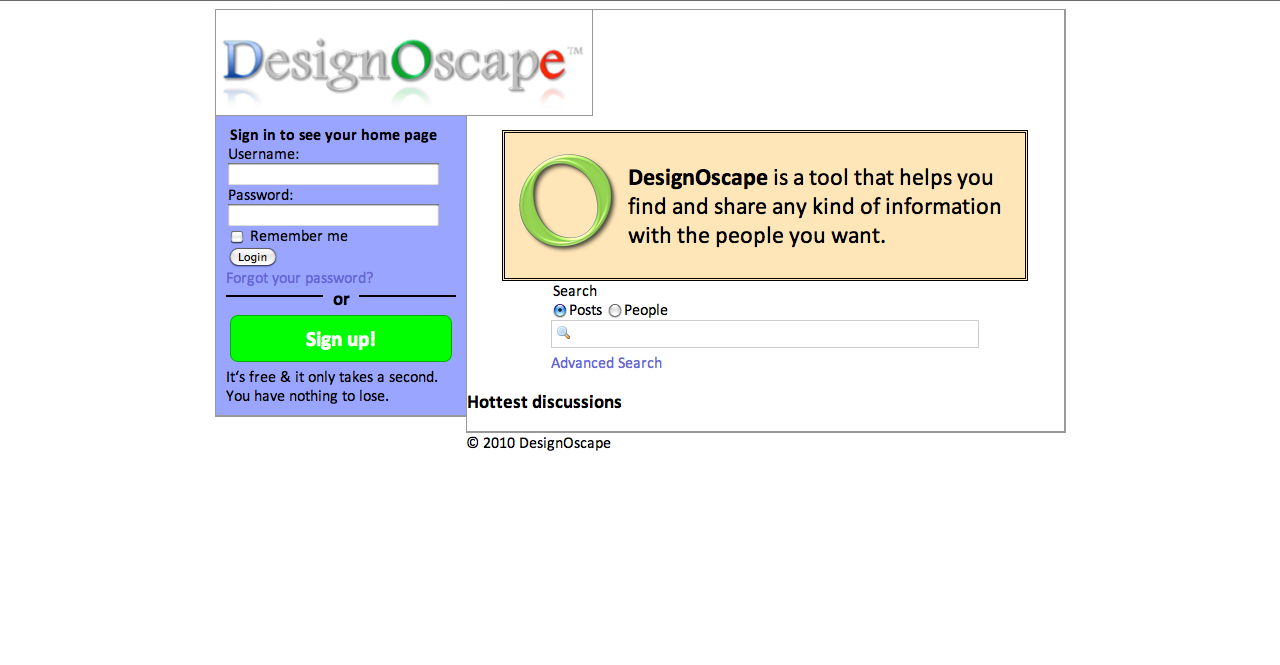 DesignOscape™
Sign in to see your home page
Username:
Password:
Remember me
Login
Forgot your password?
or
Sign up!
It's free & it only takes a second.
You have nothing to lose.
DesignOscape is a tool that helps you
find and share any kind of information
with the people you want.
Search
Posts People
Advanced Search
Hottest discussions
© 2010 DesignOscape